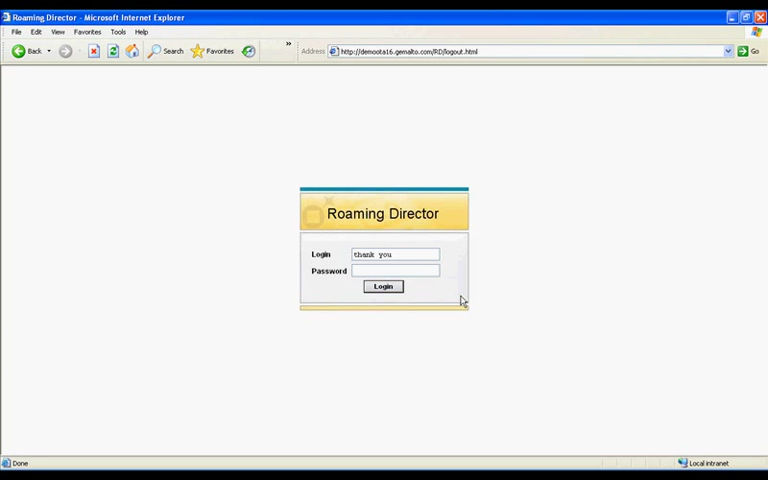 Roaming Director - Microsoft Internet Explorer
File Edit View Favorites Tools Help
Back Search Favorites » Address http://demoota16.gemalto.com/RD/logout.html Go
Roaming Director
Login thank you
Password
Login
Done Local intranet